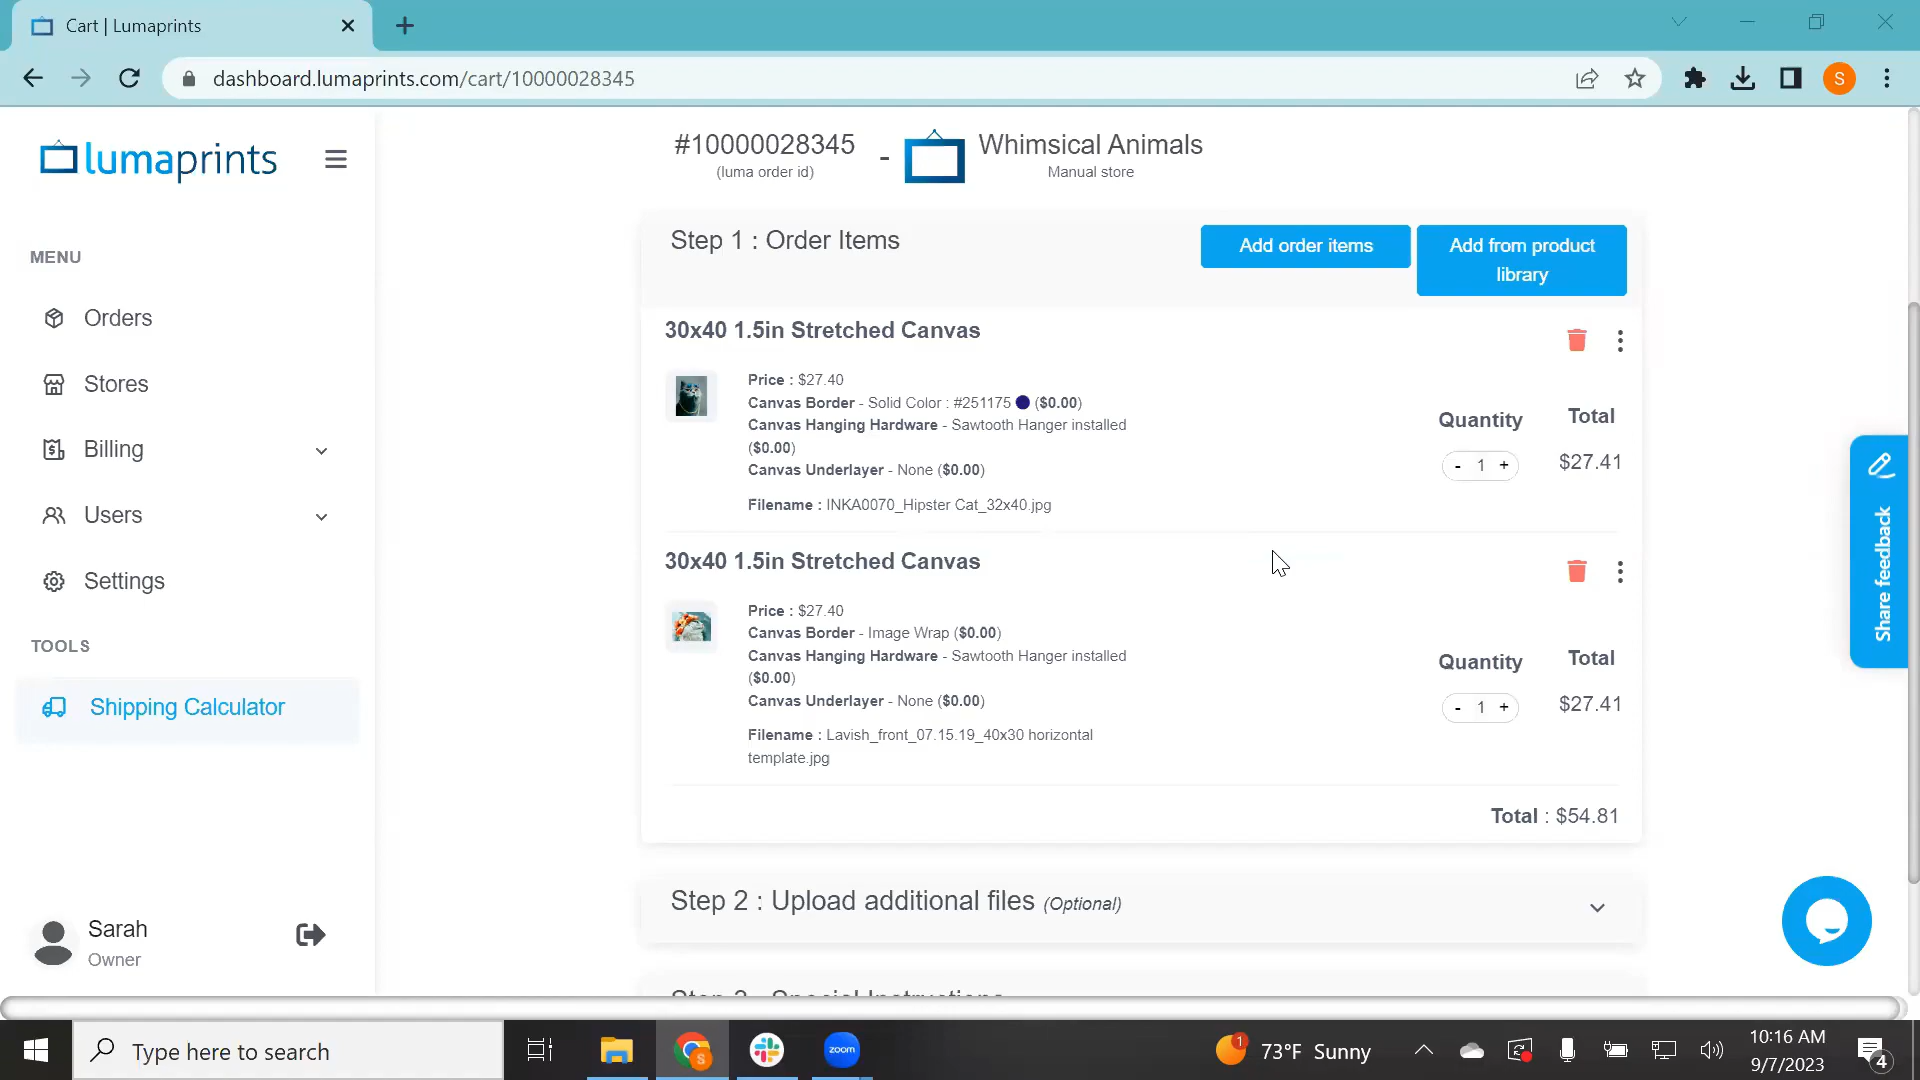 Cart | Lumaprints
dashboard.lumaprints.com/cart/10000028345
S
lumaprints
#10000028345
(luma order id)
-
Whimsical Animals
Manual store
MENU
Orders
Stores
Billing
Users
Settings
TOOLS
Shipping Calculator
Sarah
Owner
Step 1 : Order Items
Add order items
Add from product
library
30x40 1.5in Stretched Canvas
Price : $27.40
Canvas Border - Solid Color : #251175 ($0.00)
Canvas Hanging Hardware - Sawtooth Hanger installed
($0.00)
Canvas Underlayer - None ($0.00)
Filename : INKA0070_Hipster Cat_32x40.jpg
Quantity
Total
- 1 +
$27.41
30x40 1.5in Stretched Canvas
Price : $27.40
Canvas Border - Image Wrap ($0.00)
Canvas Hanging Hardware - Sawtooth Hanger installed
($0.00)
Canvas Underlayer - None ($0.00)
Filename : Lavish_front_07.15.19_40x30 horizontal
template.jpg
Quantity
Total
- 1 +
$27.41
Total : $54.81
Step 2 : Upload additional files (Optional)
Step 3 : Special Instructions
Share feedback
Type here to search
S
zoom
1
73°F Sunny
10:16 AM
9/7/2023
4